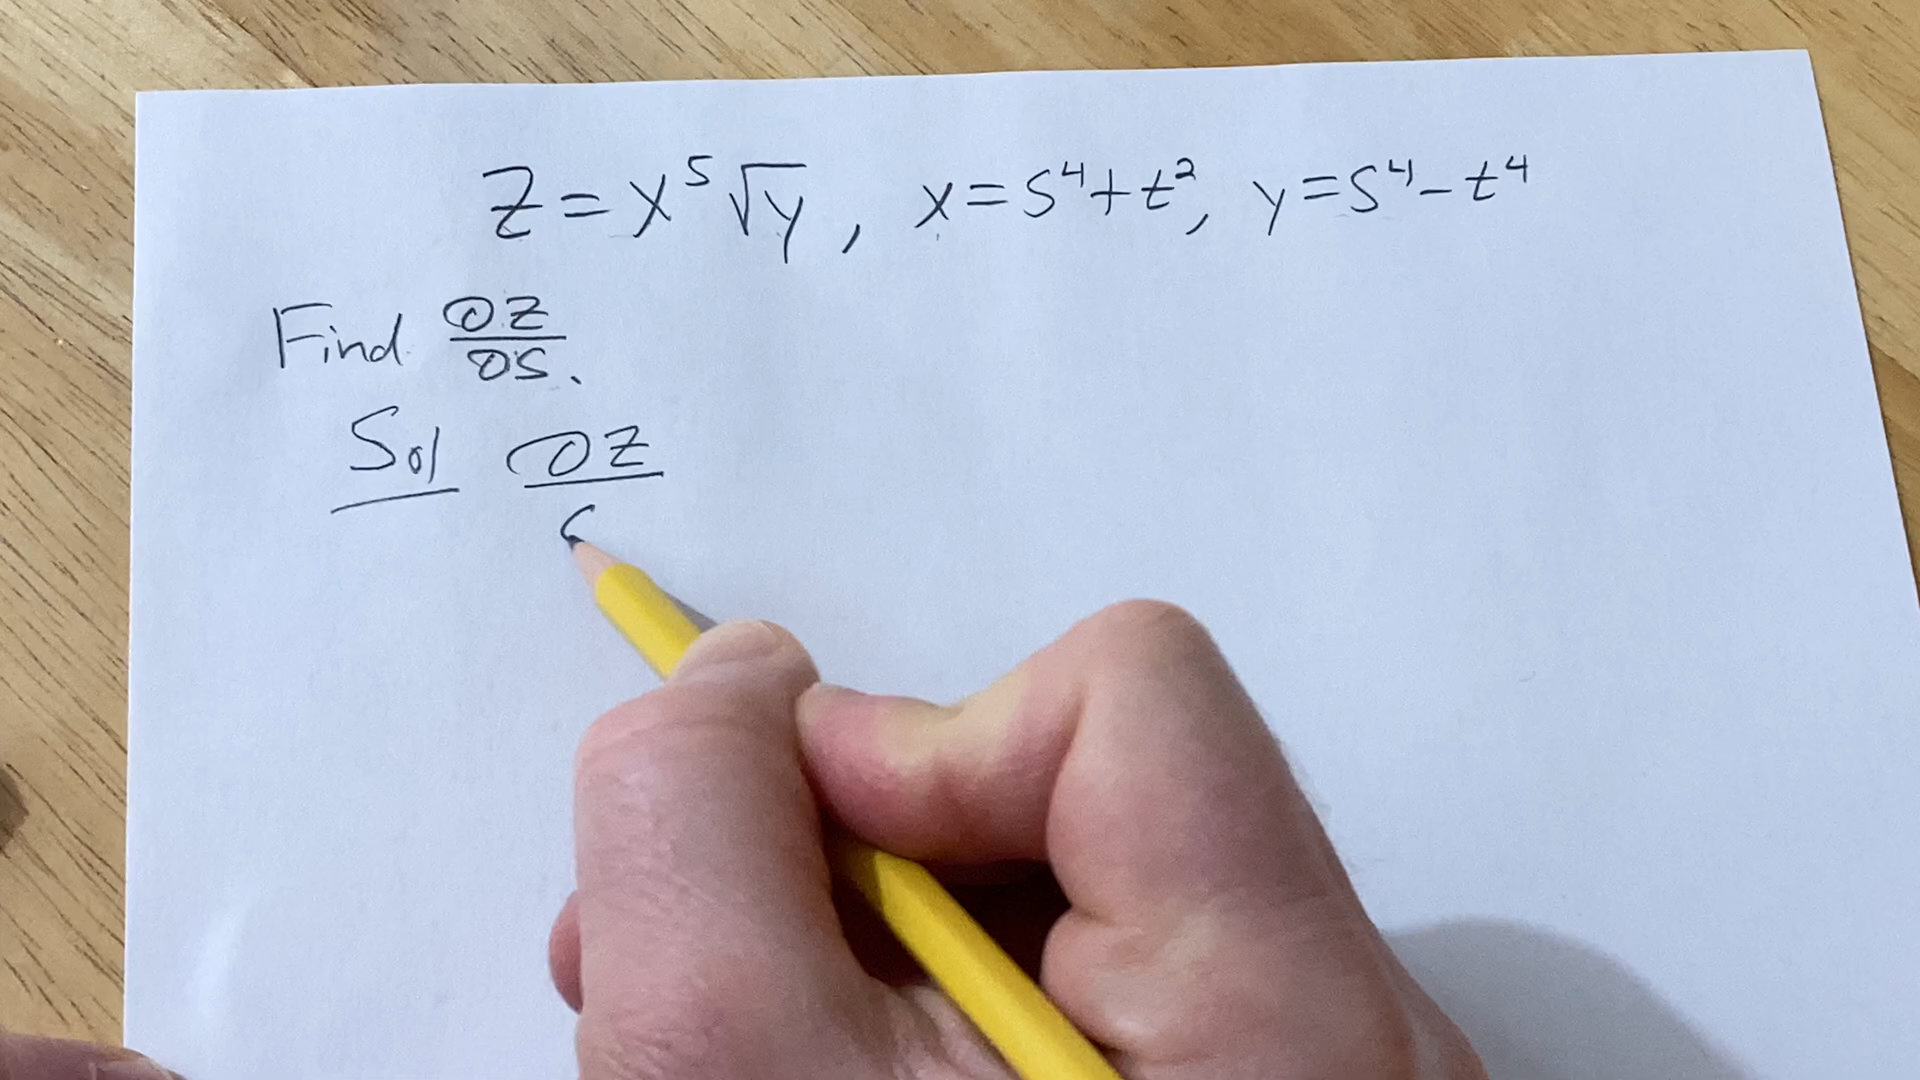 z = x⁵√y, x = s⁴+t², y = s⁴-t⁴
Find ∂z/∂s.
Sol ∂z